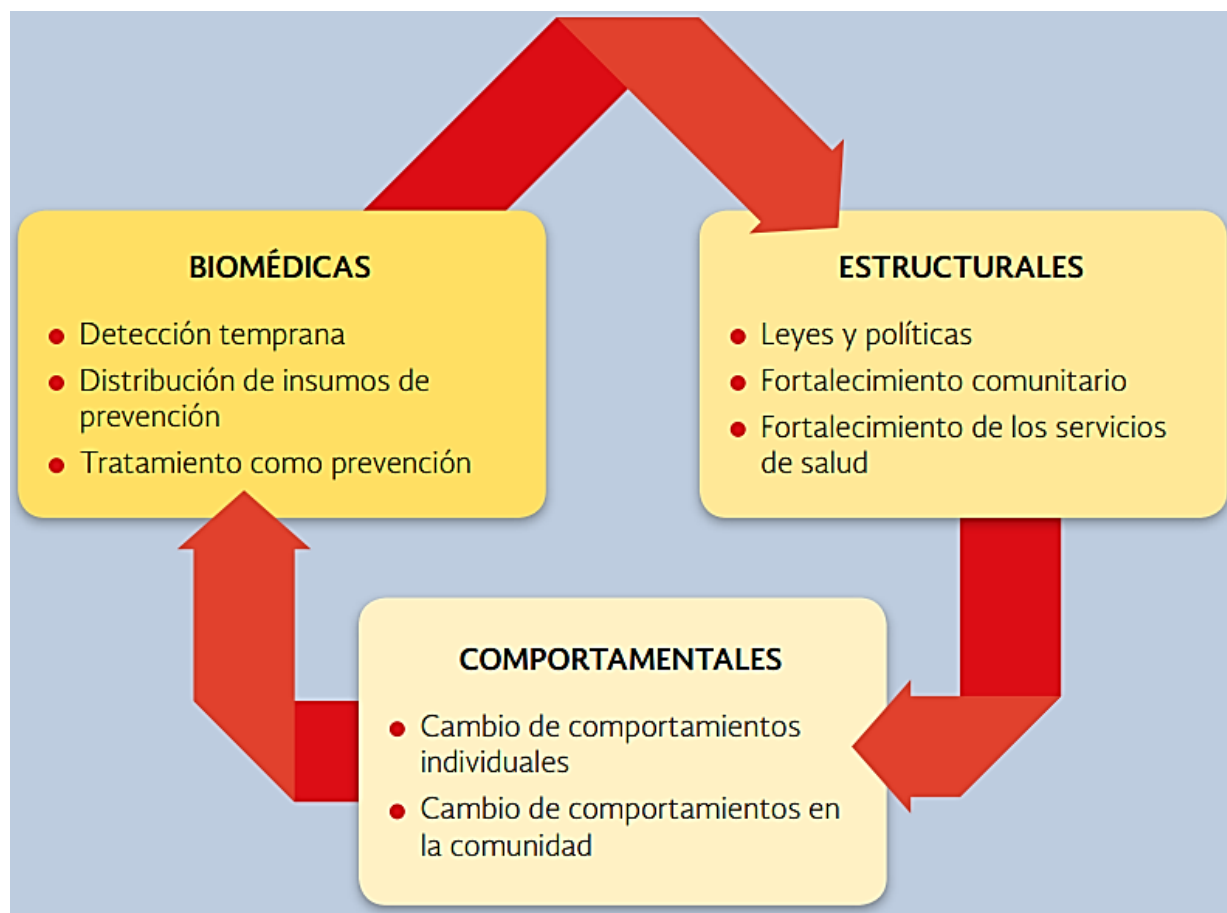 BIOMÉDICAS
Detección temprana
Distribución de insumos de
prevención
Tratamiento como prevención
ESTRUCTURALES
Leyes y políticas
Fortalecimiento comunitario
Fortalecimiento de los servicios
de salud
COMPORTAMENTALES
Cambio de comportamientos
individuales
Cambio de comportamientos en
la comunidad